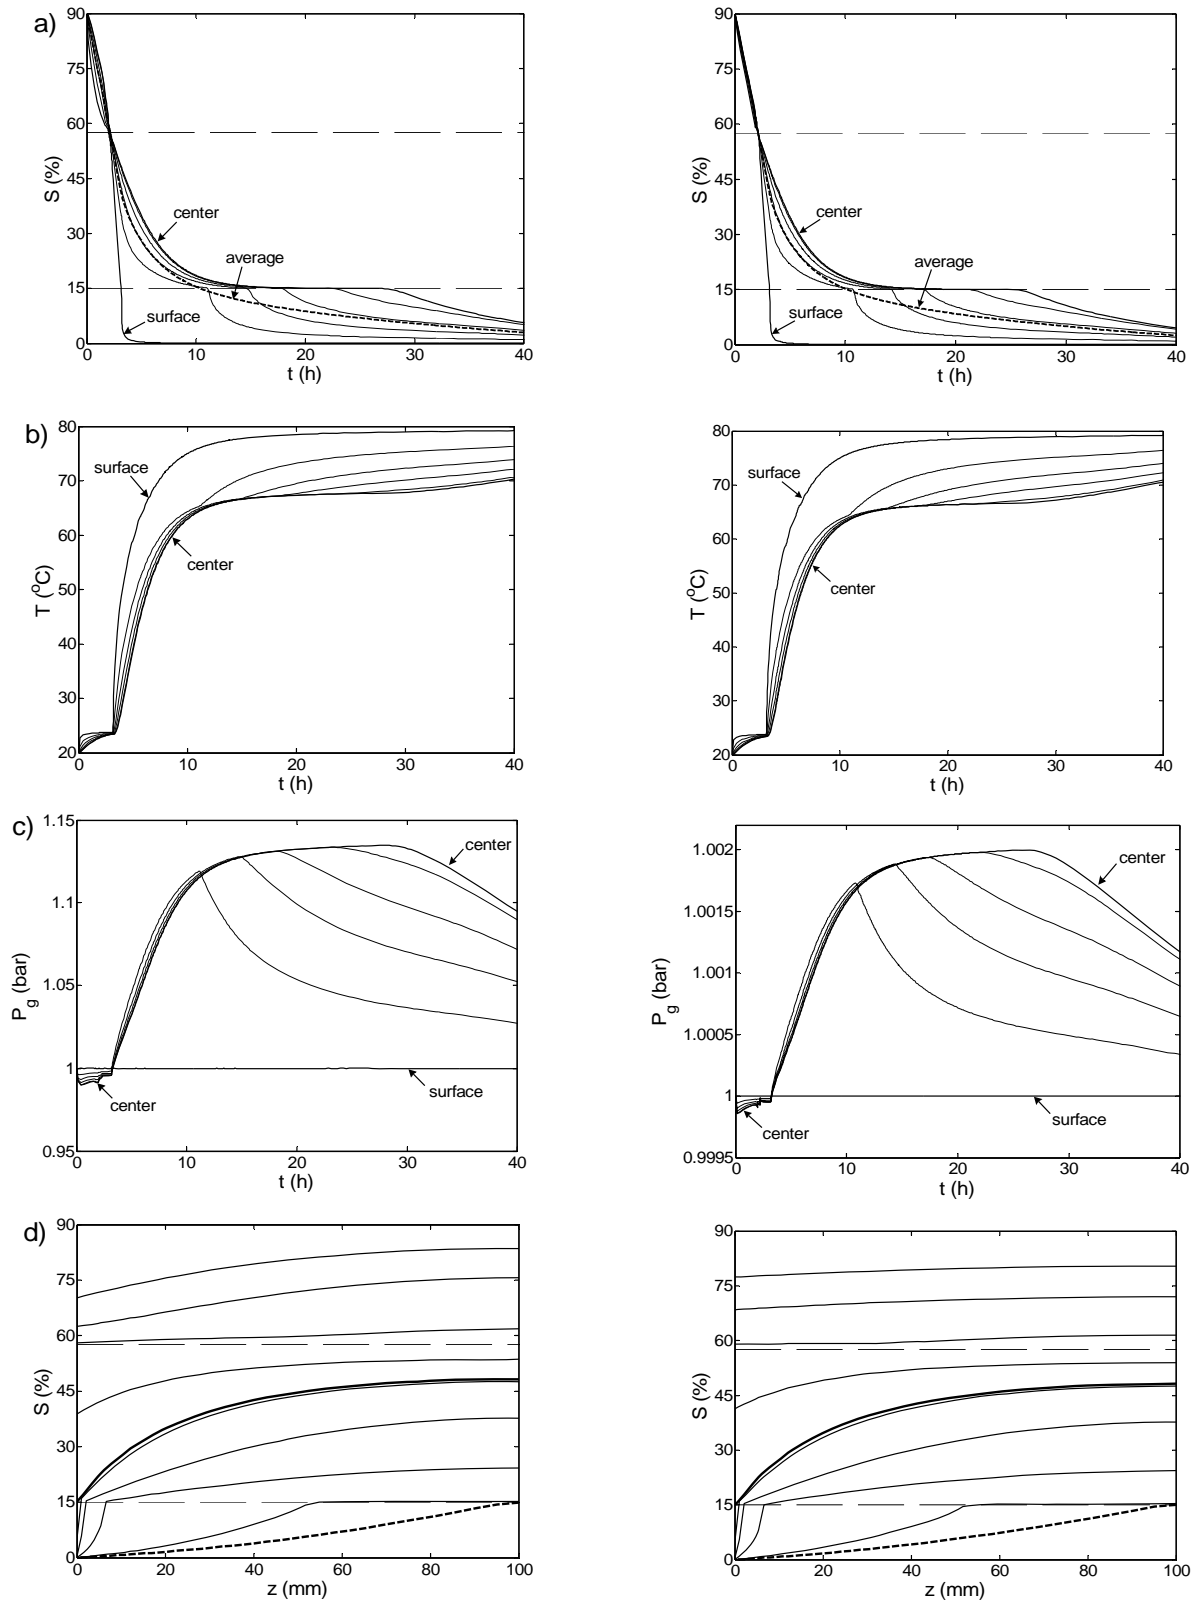 a)
90
75
60
45
30
15
0
S (%)
center
average
surface
0 10 20 30 40
t (h)
90
75
60
45
30
15
0
S (%)
center
average
surface
0 10 20 30 40
t (h)
b)
80
70
60
50
40
30
20
T (°C)
surface
center
0 10 20 30 40
t (h)
80
70
60
50
40
30
20
T (°C)
surface
center
0 10 20 30 40
t (h)
c)
1.15
1.1
1.05
1
0.95
Pg (bar)
center
surface
center
0 10 20 30 40
t (h)
1.002
1.0015
1.001
1.0005
1
0.9995
Pg (bar)
center
surface
center
0 10 20 30 40
t (h)
d)
90
75
60
45
30
15
0
S (%)
0 20 40 60 80 100
z (mm)
90
75
60
45
30
15
0
S (%)
0 20 40 60 80 100
z (mm)